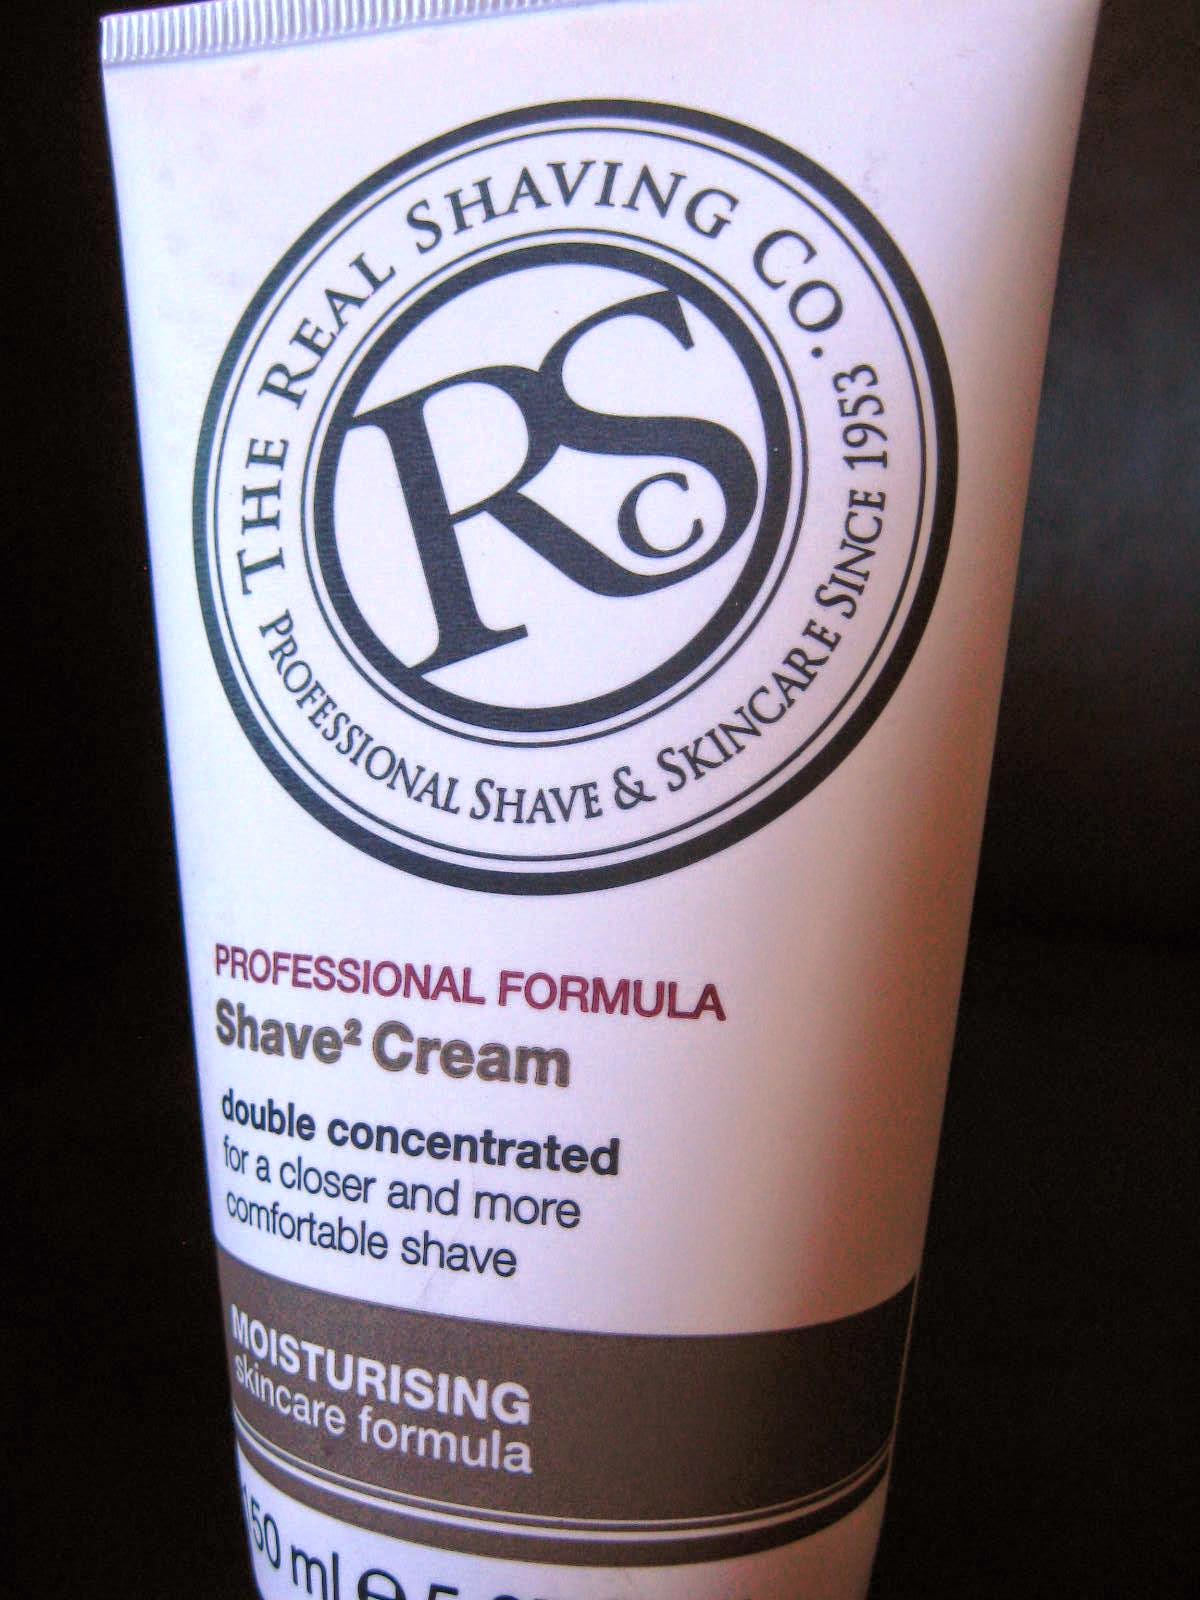 THE REAL SHAVING CO.
PROFESSIONAL SHAVE & SKINCARE SINCE 1953
RSC
PROFESSIONAL FORMULA
Shave² Cream
double concentrated
for a closer and more
comfortable shave
MOISTURISING
skincare formula
150 ml ℮